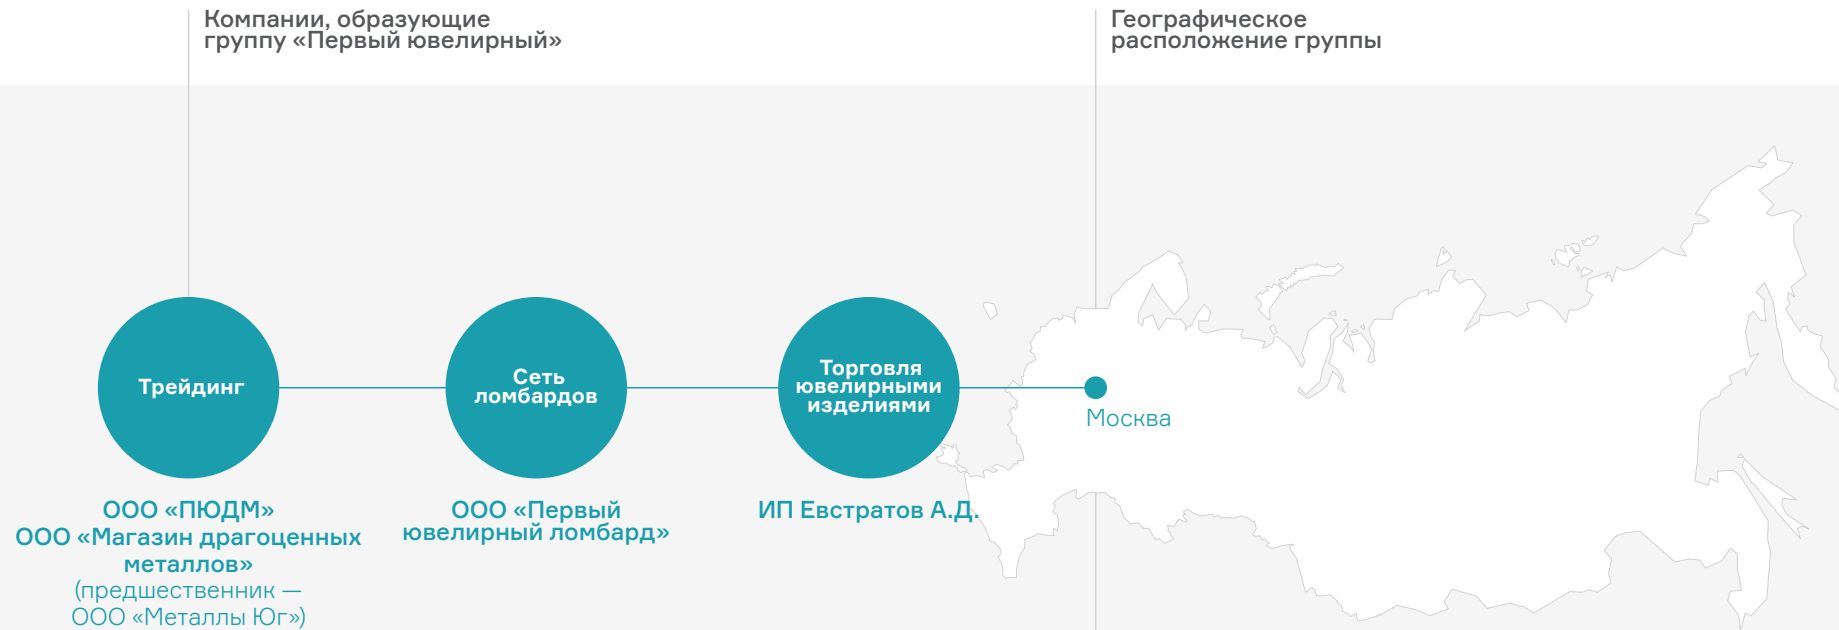 Компании, образующие
группу «Первый ювелирный»
Географическое
расположение группы
Трейдинг
Сеть
ломбардов
Торговля
ювелирными
изделиями
Москва
ООО «ПЮДМ»
ООО «Магазин драгоценных
металлов»
(предшественник —
ООО «Металлы Юг»)
ООО «Первый
ювелирный ломбард»
ИП Евстратов А.Д.